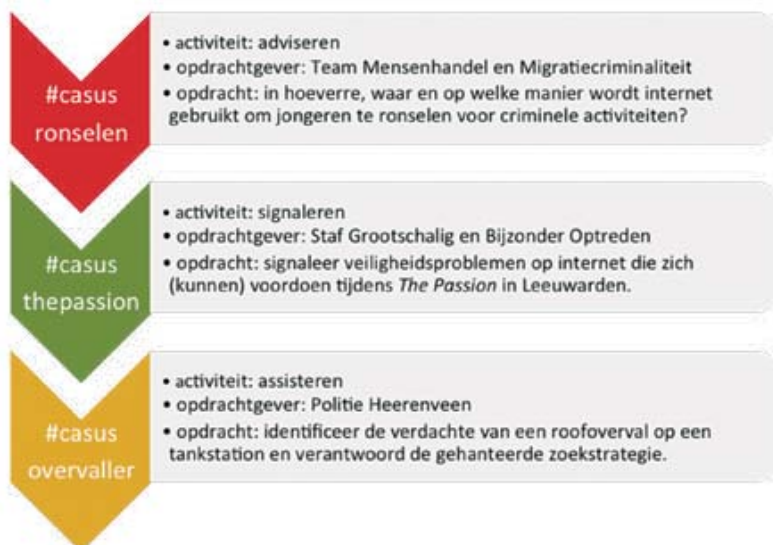 #casus
ronselen
• activiteit: adviseren
• opdrachtgever: Team Mensenhandel en Migratiecriminaliteit
• opdracht: in hoeverre, waar en op welke manier wordt internet
gebruikt om jongeren te ronselen voor criminele activiteiten?
#casus
thepassion
• activiteit: signaleren
• opdrachtgever: Staf Grootschalig en Bijzonder Optreden
• opdracht: signaleer veiligheidsproblemen op internet die zich
(kunnen) voordoen tijdens The Passion in Leeuwarden.
#casus
overvaller
• activiteit: assisteren
• opdrachtgever: Politie Heerenveen
• opdracht: identificeer de verdachte van een roofoverval op een
tankstation en verantwoord de gehanteerde zoekstrategie.